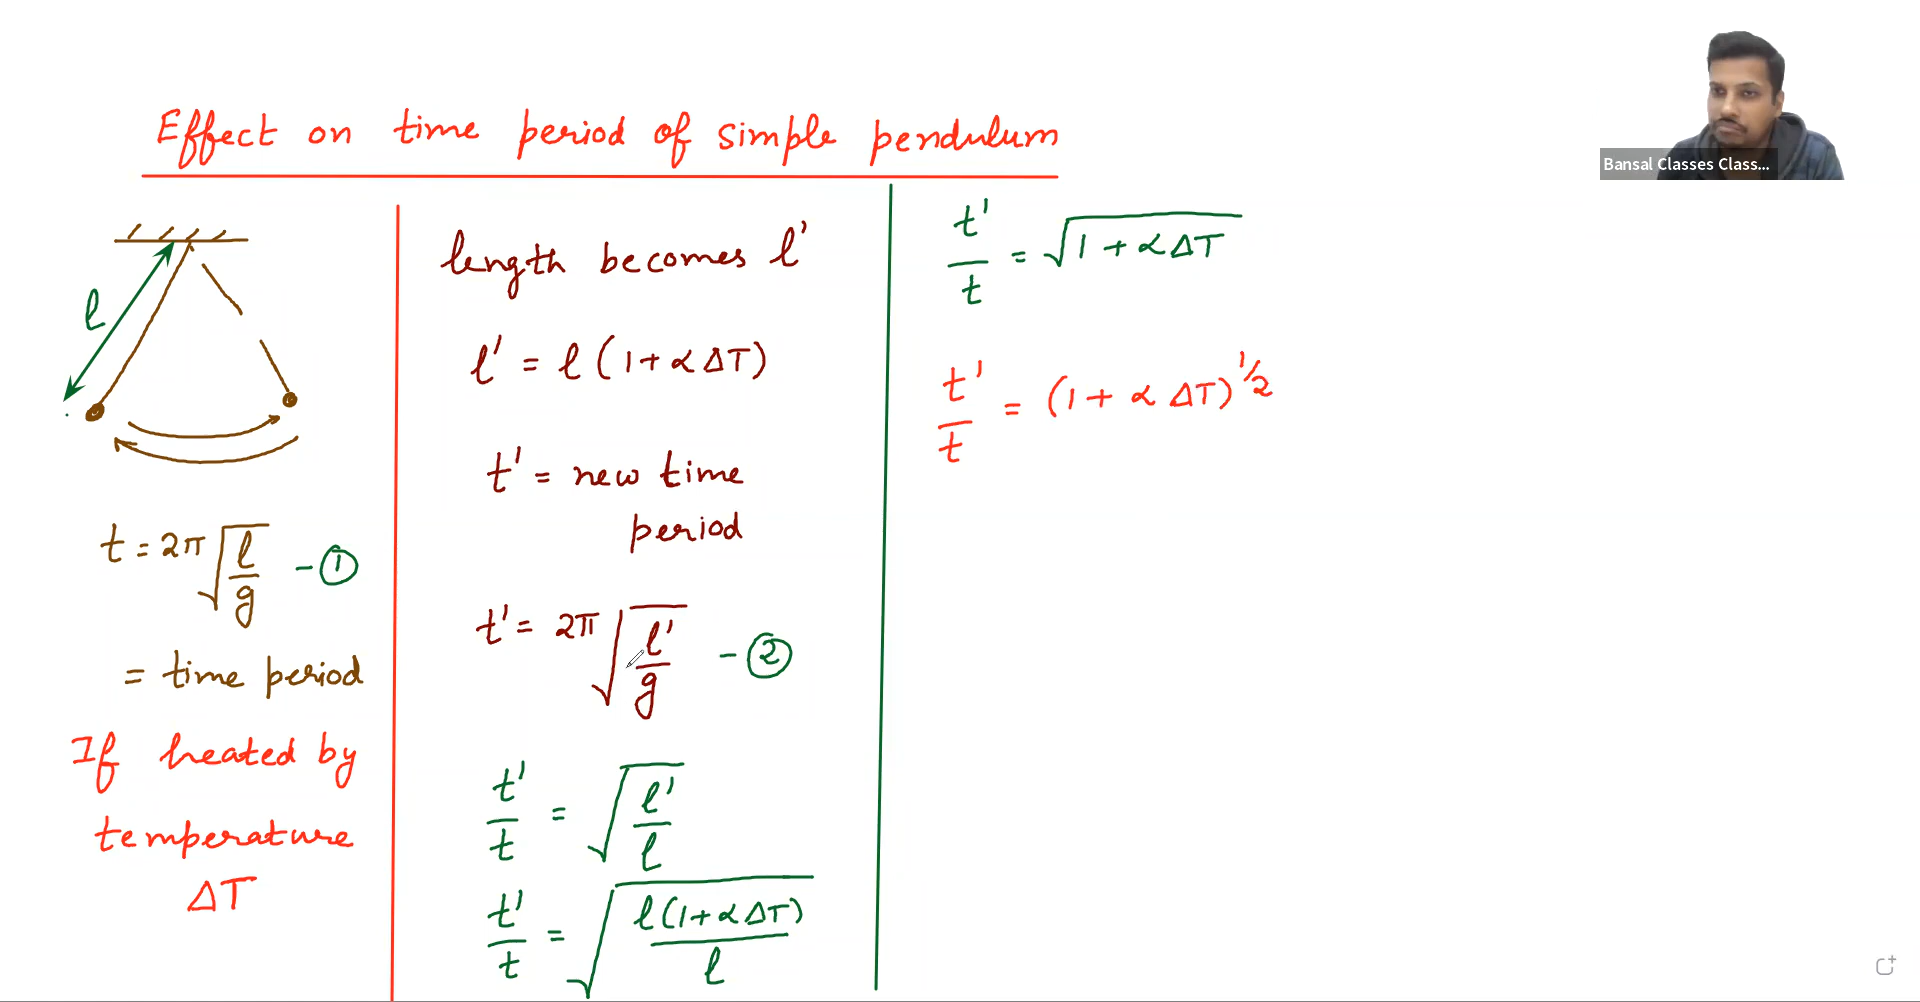 Effect on time period of simple pendulum
l
t = 2π √(l/g) - ①
= time period
If heated by
temperature
ΔT
length becomes l'
l' = l (1 + α ΔT)
t' = new time
period
t' = 2π √(l'/g) - ②
t'/t = √(l'/l)
t'/t = √(l(1+αΔT)/l)
t'/t = √(1 + αΔT)
t'/t = (1 + α ΔT)^1/2
Bansal Classes Class...